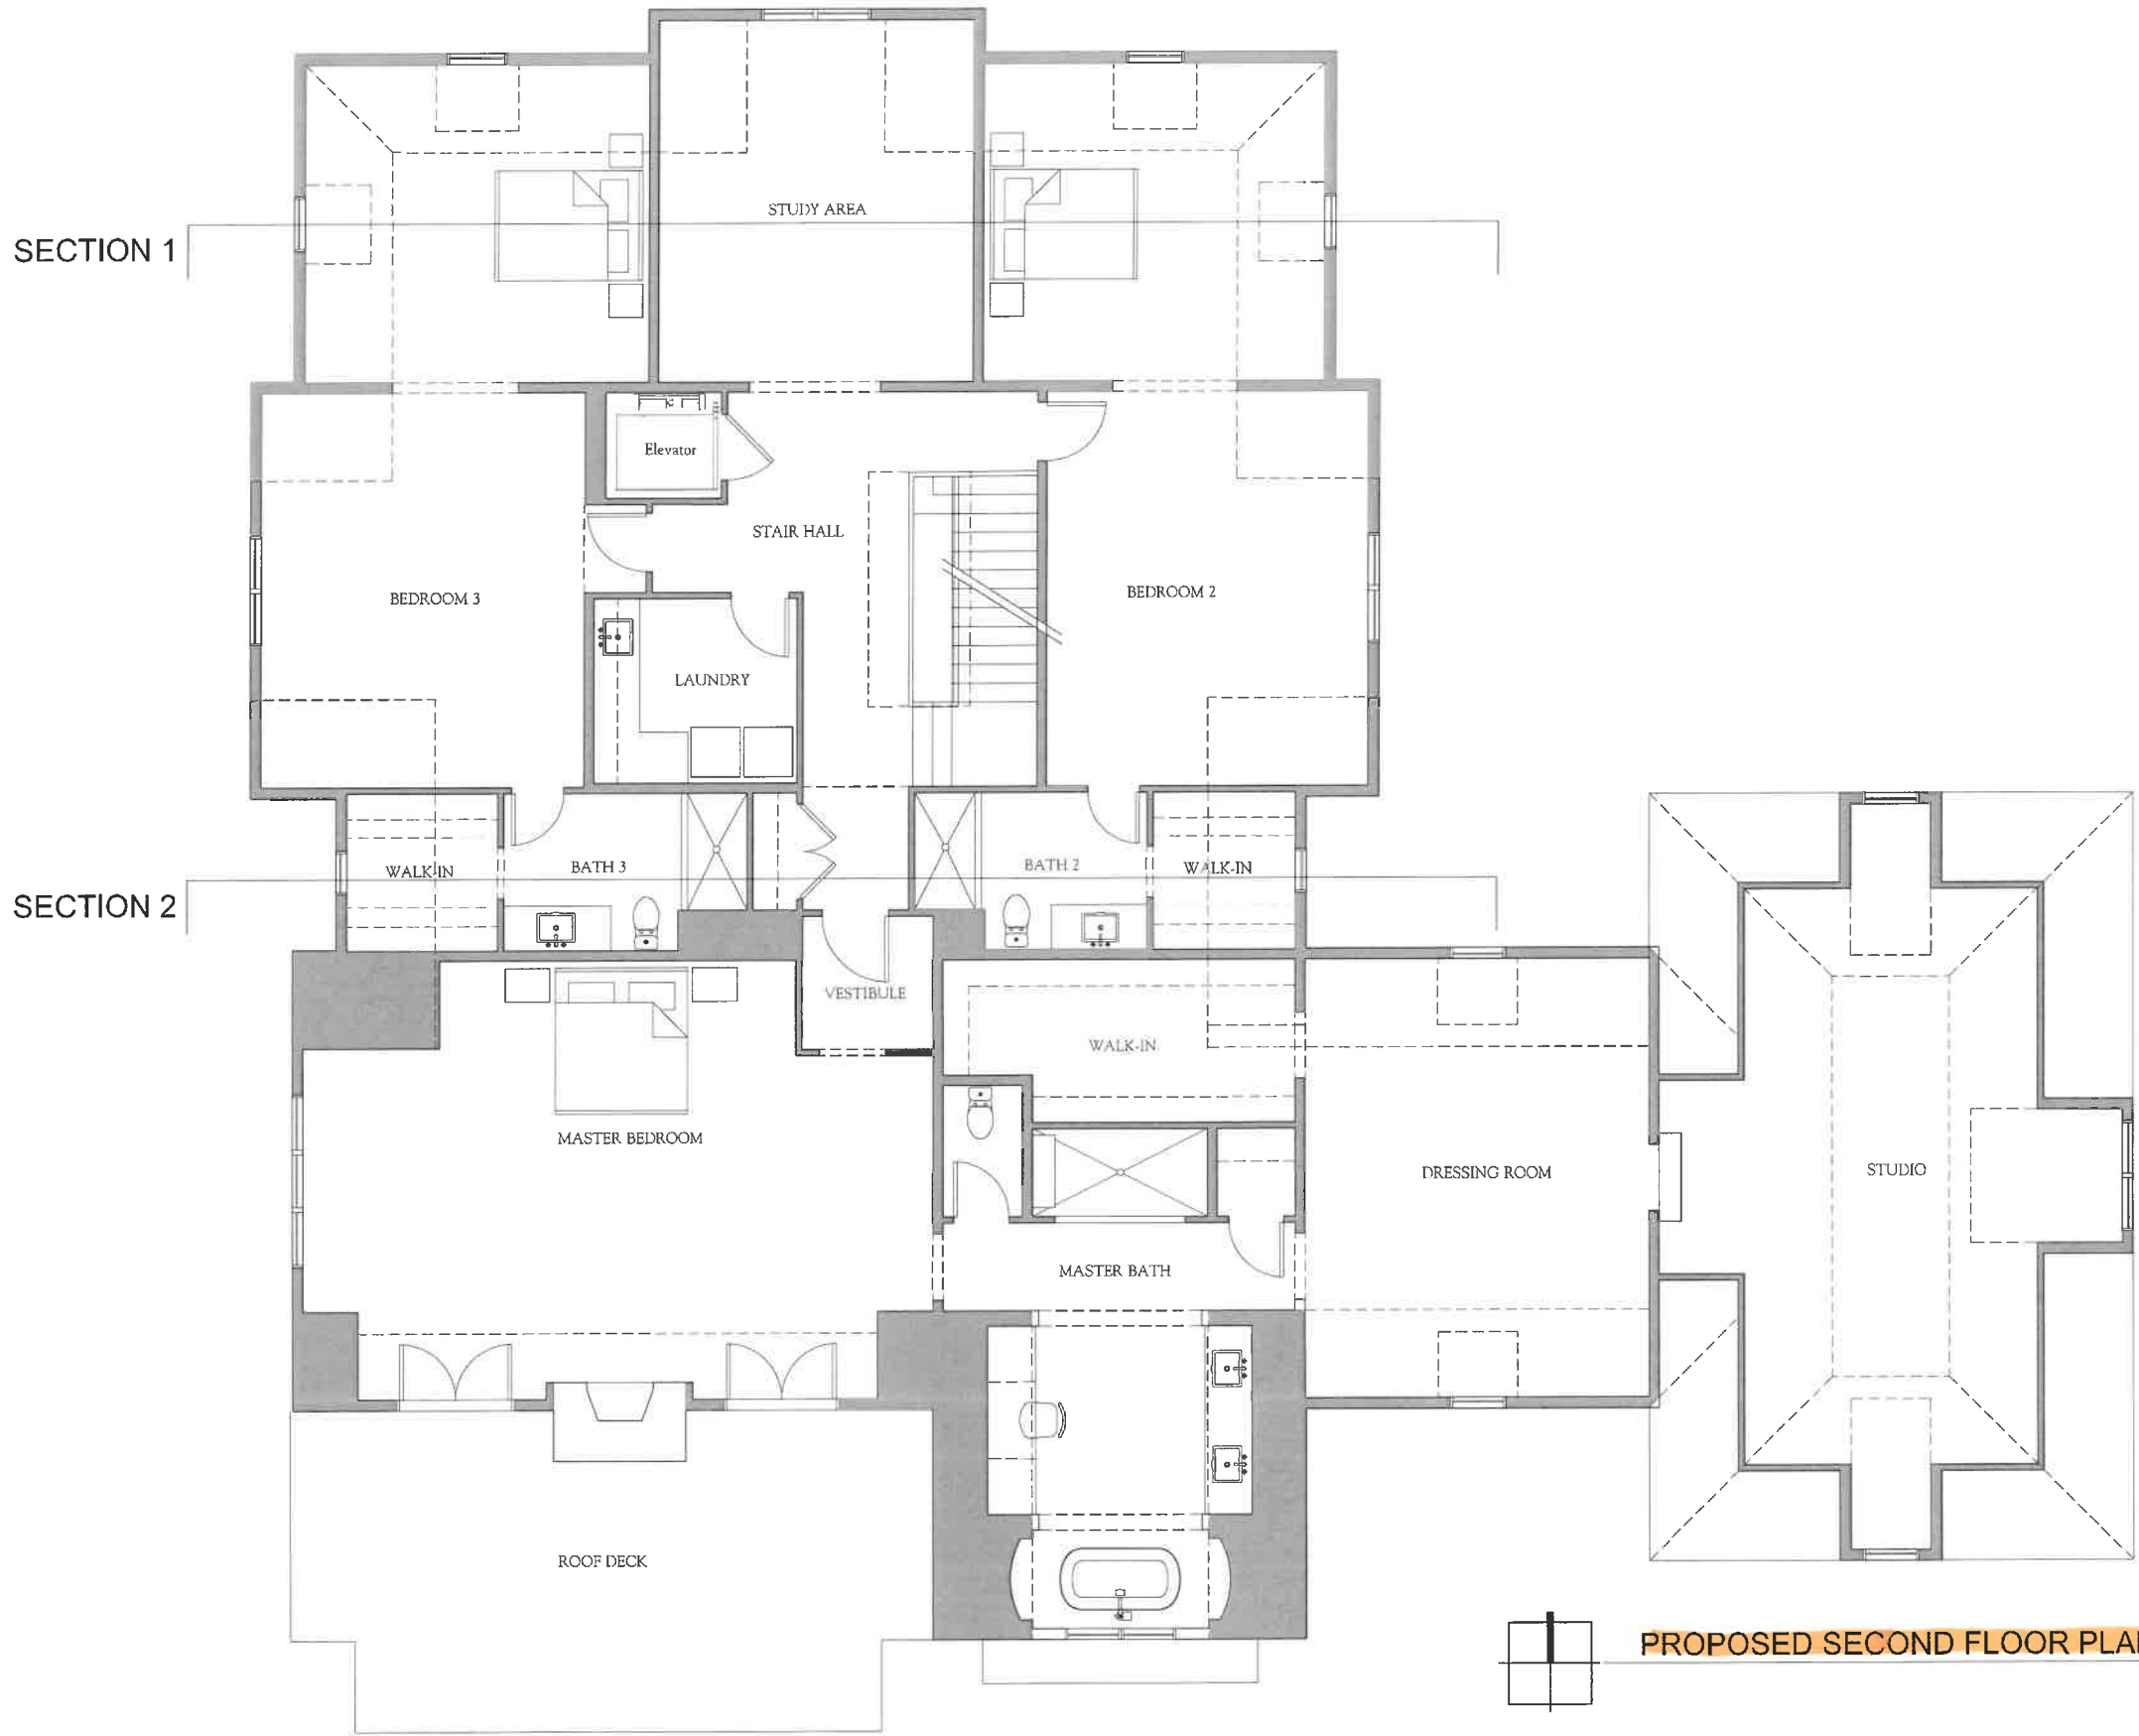 STUDY AREA
SECTION 1
Elevator
STAIR HALL
BEDROOM 3
BEDROOM 2
LAUNDRY
WALK-IN
BATH 3
BATH 2
WALK-IN
SECTION 2
VESTIBULE
WALK-IN
MASTER BEDROOM
DRESSING ROOM
STUDIO
MASTER BATH
ROOF DECK
PROPOSED SECOND FLOOR PLA